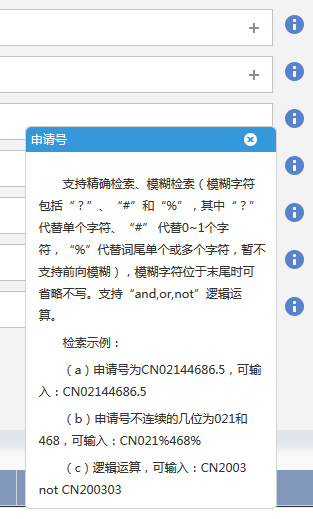 申请号
支持精确检索、模糊检索（模糊字符
包括“？”、“#”和“%”，其中“？”
代替单个字符、“#” 代替0~1个字
符，“%”代替词尾单个或多个字符，暂不
支持前向模糊），模糊字符位于末尾时可
省略不写。支持“and,or,not”逻辑运
算。
检索示例：
（a）申请号为CN02144686.5，可输
入：CN02144686.5
（b）申请号不连续的几位为021和
468，可输入：CN021%468%
（c）逻辑运算，可输入：CN2003
not CN200303